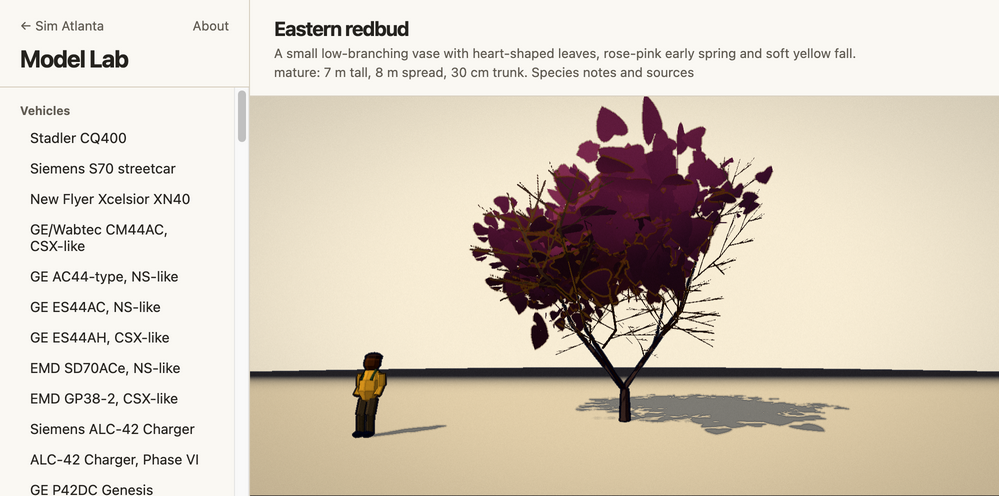 ← Sim Atlanta
About
Model Lab
Vehicles
Stadler CQ400
Siemens S70 streetcar
New Flyer Xcelsior XN40
GE/Wabtec CM44AC,
CSX-like
GE AC44-type, NS-like
GE ES44AC, NS-like
GE ES44AH, CSX-like
EMD SD70ACe, NS-like
EMD GP38-2, CSX-like
Siemens ALC-42 Charger
ALC-42 Charger, Phase VI
GE P42DC Genesis
Eastern redbud
A small low-branching vase with heart-shaped leaves, rose-pink early spring and soft yellow fall.
mature: 7 m tall, 8 m spread, 30 cm trunk. Species notes and sources